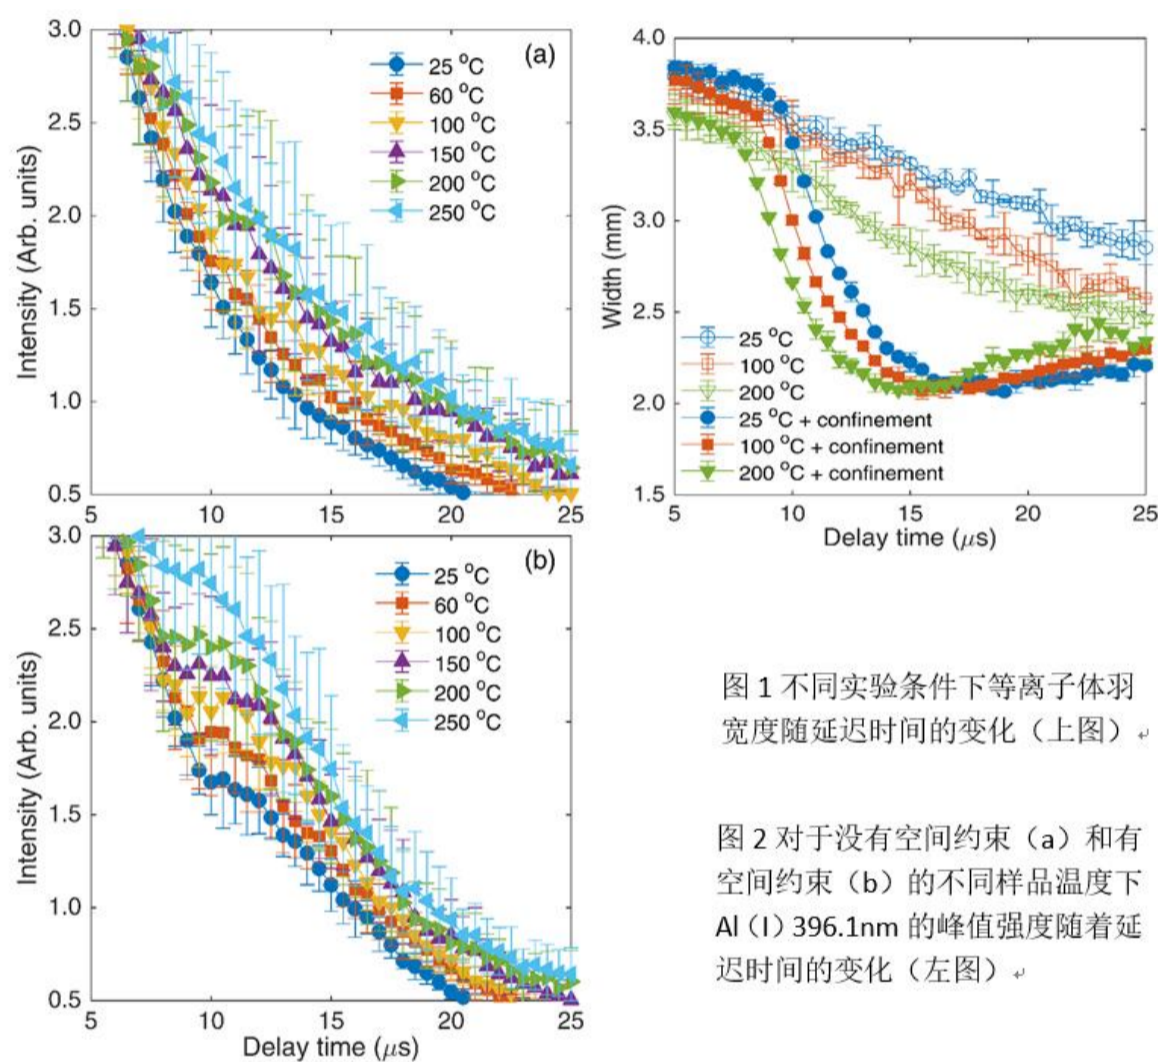 3.0
2.5
2.0
1.5
1.0
0.5
Intensity (Arb. units)
(a)
25 °C
60 °C
100 °C
150 °C
200 °C
250 °C
5
10
15
20
25
4.0
3.5
3.0
2.5
2.0
1.5
Width (mm)
25 °C
100 °C
200 °C
25 °C + confinement
100 °C + confinement
200 °C + confinement
5
10
15
20
25
Delay time (μs)
3.0
2.5
2.0
1.5
1.0
0.5
Intensity (Arb. units)
(b)
25 °C
60 °C
100 °C
150 °C
200 °C
250 °C
5
10
15
20
25
Delay time (μs)
图 1 不同实验条件下等离子体羽
宽度随延迟时间的变化（上图）
图 2 对于没有空间约束（a）和有
空间约束（b）的不同样品温度下
Al（I）396.1nm 的峰值强度随着延
迟时间的变化（左图）